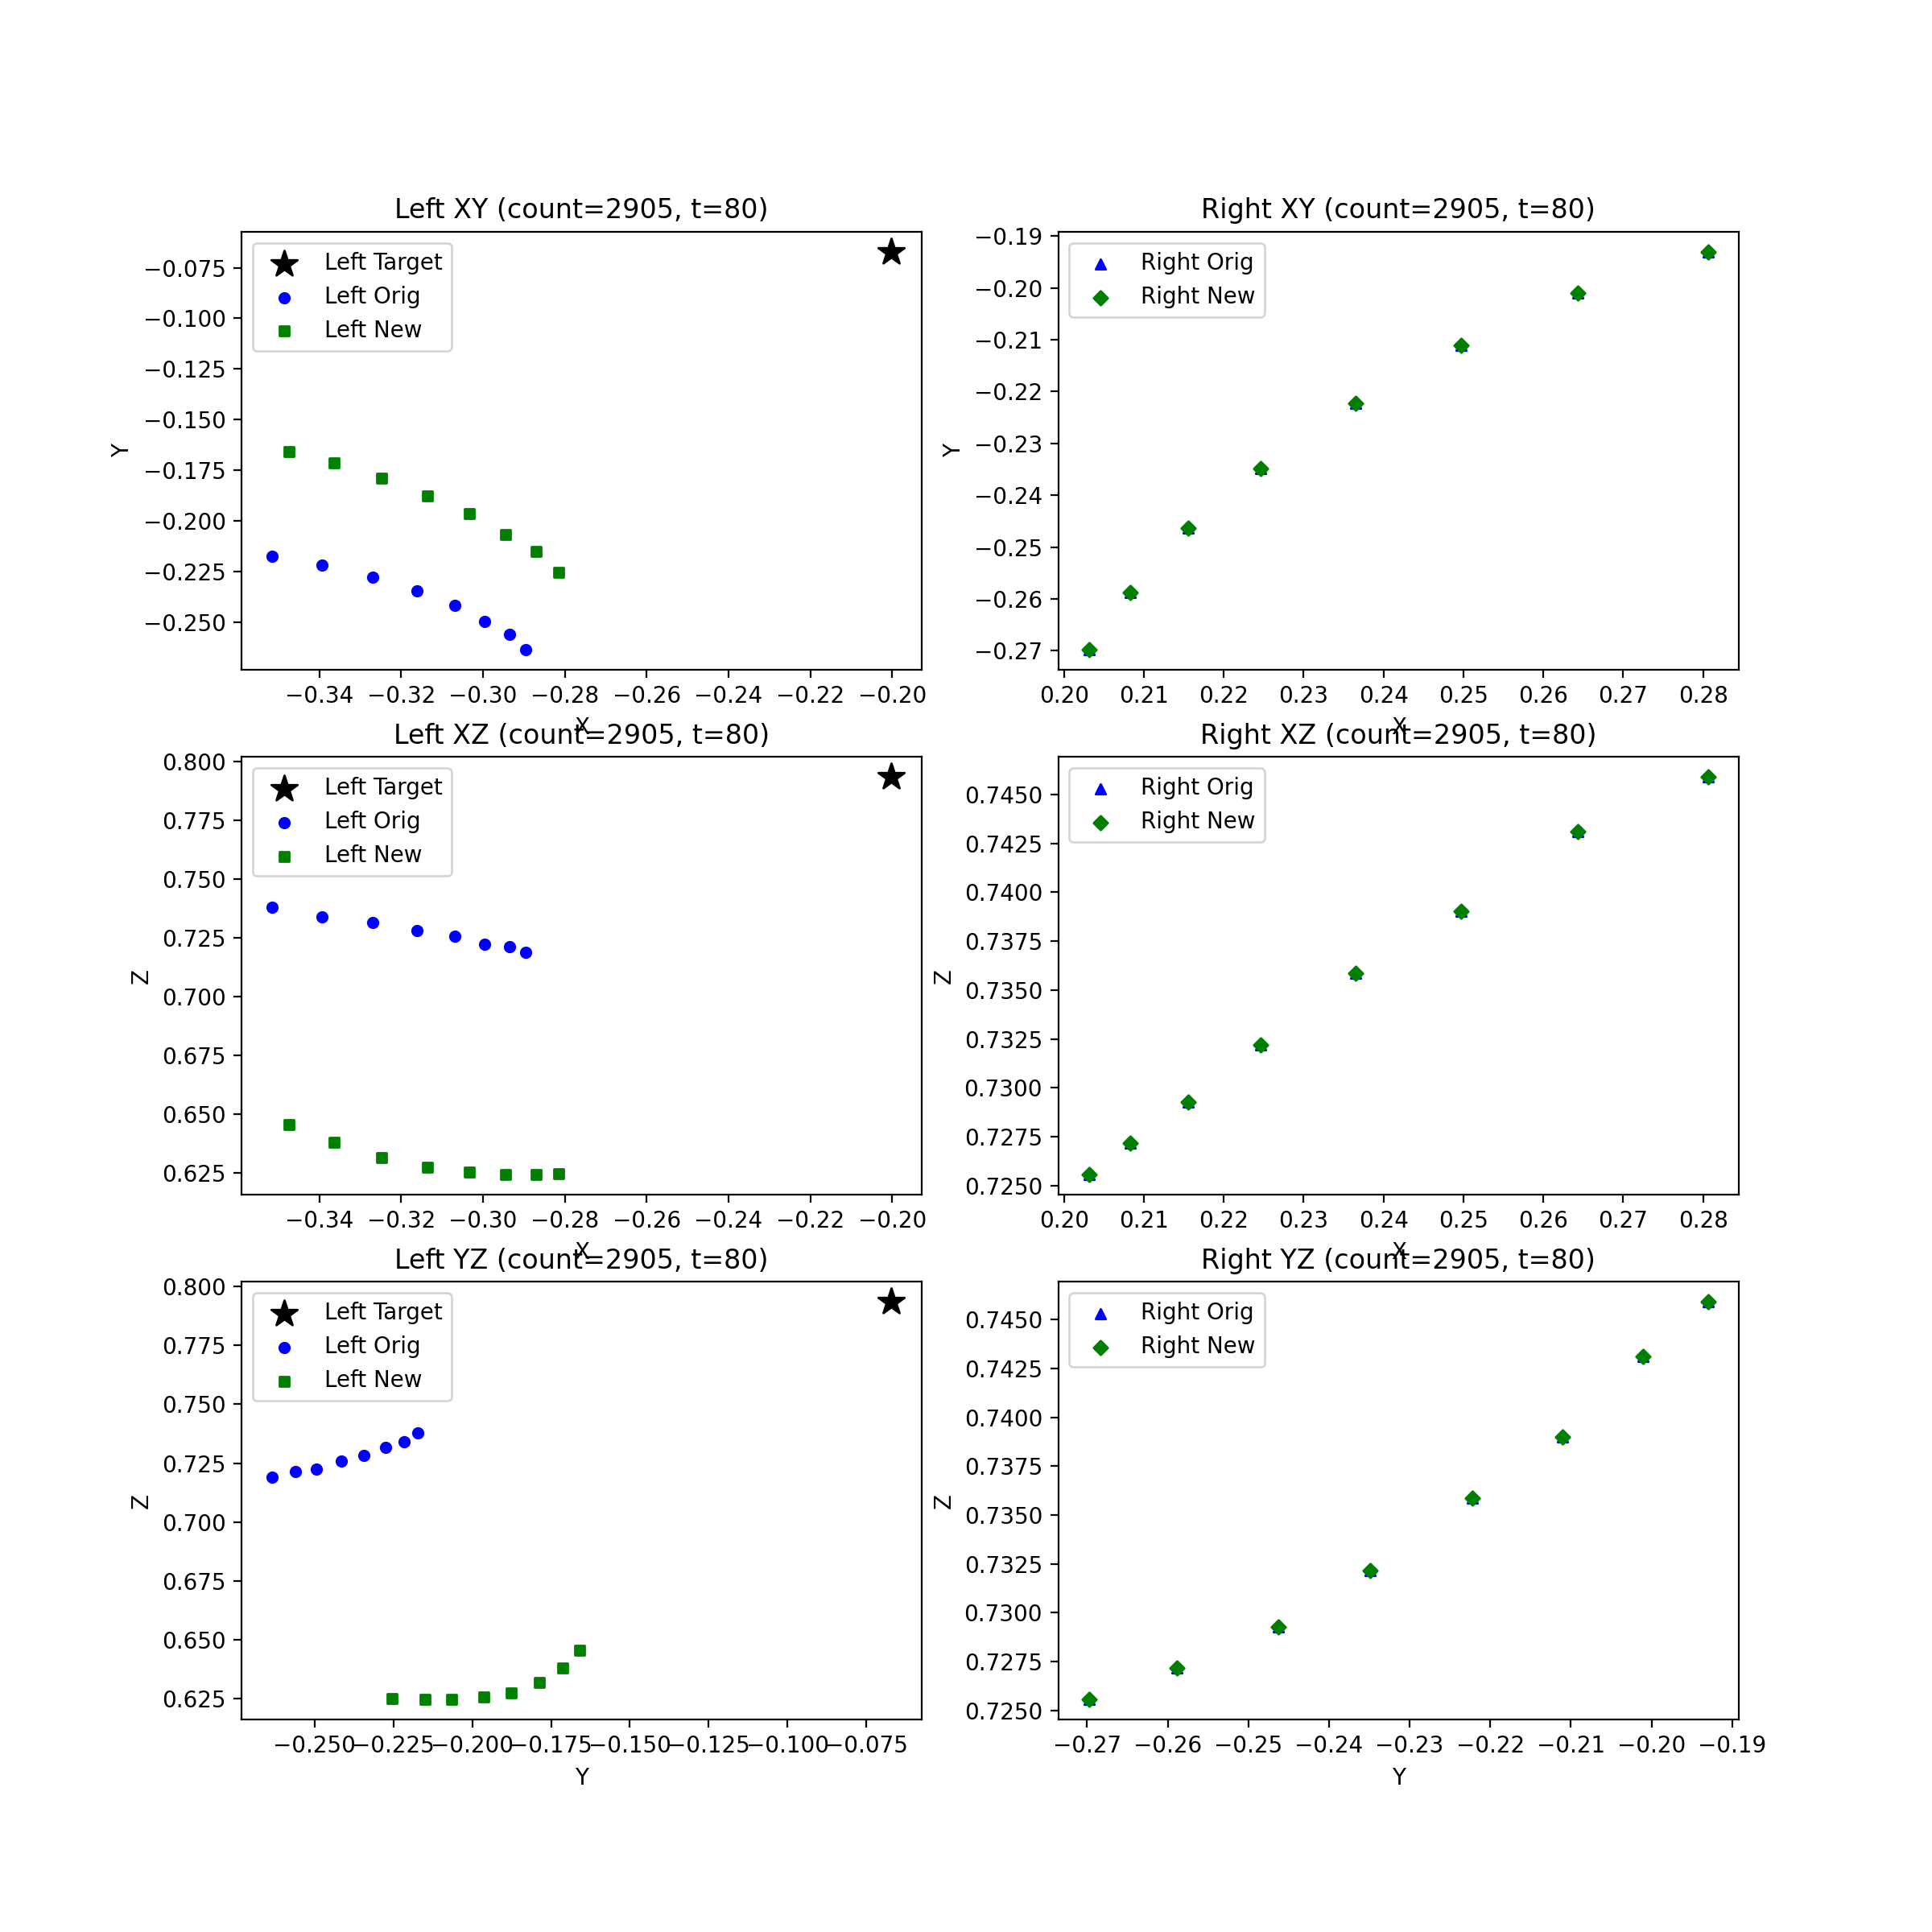 Left XY (count=2905, t=80)
Left Target
Left Orig
Left New
−0.075
−0.100
−0.125
−0.150
−0.175
−0.200
−0.225
−0.250
Y
−0.34 −0.32 −0.30 −0.28 −0.26 −0.24 −0.22 −0.20
X
Right XY (count=2905, t=80)
Right Orig
Right New
−0.19
−0.20
−0.21
−0.22
−0.23
−0.24
−0.25
−0.26
−0.27
Y
0.20 0.21 0.22 0.23 0.24 0.25 0.26 0.27 0.28
X
Left XZ (count=2905, t=80)
Left Target
Left Orig
Left New
0.800
0.775
0.750
0.725
0.700
0.675
0.650
0.625
Z
−0.34 −0.32 −0.30 −0.28 −0.26 −0.24 −0.22 −0.20
X
Right XZ (count=2905, t=80)
Right Orig
Right New
0.7450
0.7425
0.7400
0.7375
0.7350
0.7325
0.7300
0.7275
0.7250
Z
0.20 0.21 0.22 0.23 0.24 0.25 0.26 0.27 0.28
X
Left YZ (count=2905, t=80)
Left Target
Left Orig
Left New
0.800
0.775
0.750
0.725
0.700
0.675
0.650
0.625
Z
−0.250 −0.225 −0.200 −0.175 −0.150 −0.125 −0.100 −0.075
Y
Right YZ (count=2905, t=80)
Right Orig
Right New
0.7450
0.7425
0.7400
0.7375
0.7350
0.7325
0.7300
0.7275
0.7250
Z
−0.27 −0.26 −0.25 −0.24 −0.23 −0.22 −0.21 −0.20 −0.19
Y